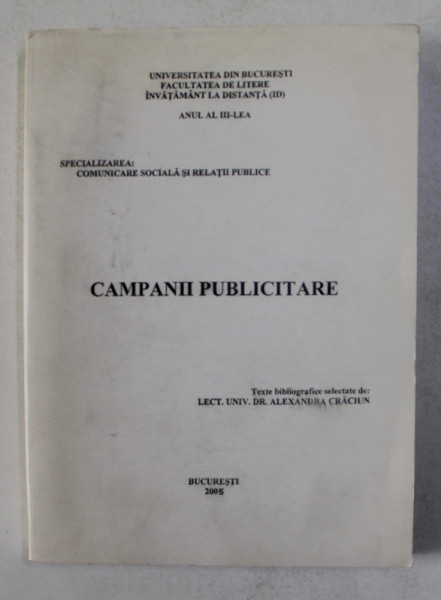 UNIVERSITATEA DIN BUCUREŞTI
FACULTATEA DE LITERE
ÎNVĂŢĂMÂNT LA DISTANŢĂ (ID)
ANUL AL III-LEA
SPECIALIZAREA:
COMUNICARE SOCIALĂ ŞI RELAŢII PUBLICE
CAMPANII PUBLICITARE
Texte bibliografice selectate de:
LECT. UNIV. DR. ALEXANDRA CRĂCIUN
BUCUREŞTI